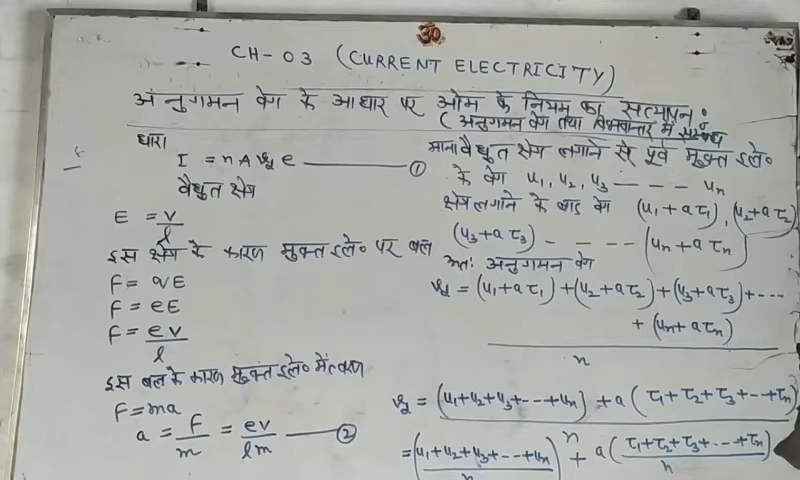 ॐ
CH-03 (CURRENT ELECTRICITY)
अनुगमन वेग के आधार पर ओम के नियम का सत्यापन :
(अनुगमन वेग तथा विभवान्तर में सम्बन्ध
धारा
I = nAv_d e ——— ①
वैद्युत क्षेत्र
E = V/l
इस क्षेत्र के कारण मुक्त इले० पर बल
F = qE
F = eE
F = eV/l
इस बल के कारण मुक्त इले० में त्वरण
F = ma
a = F/m = eV/lm ——— ②
माना वैद्युत क्षेत्र लगाने से पूर्व मुक्त इले०
के वेग u₁, u₂, u₃ - - - - uₙ
क्षेत्र लगाने के बाद वेग (u₁+aτ₁), (u₂+aτ₂)
(u₃+aτ₃) - - - - (uₙ+aτₙ)
अतः अनुगमन वेग
v_d = (u₁+aτ₁)+(u₂+aτ₂)+(u₃+aτ₃)+---
+ (uₙ+aτₙ)
n
v_d = (u₁+u₂+u₃+---+uₙ) + a(τ₁+τ₂+τ₃+--+τₙ)
n
= (u₁+u₂+u₃+--+uₙ)/n + a(τ₁+τ₂+τ₃+--+τₙ)/n